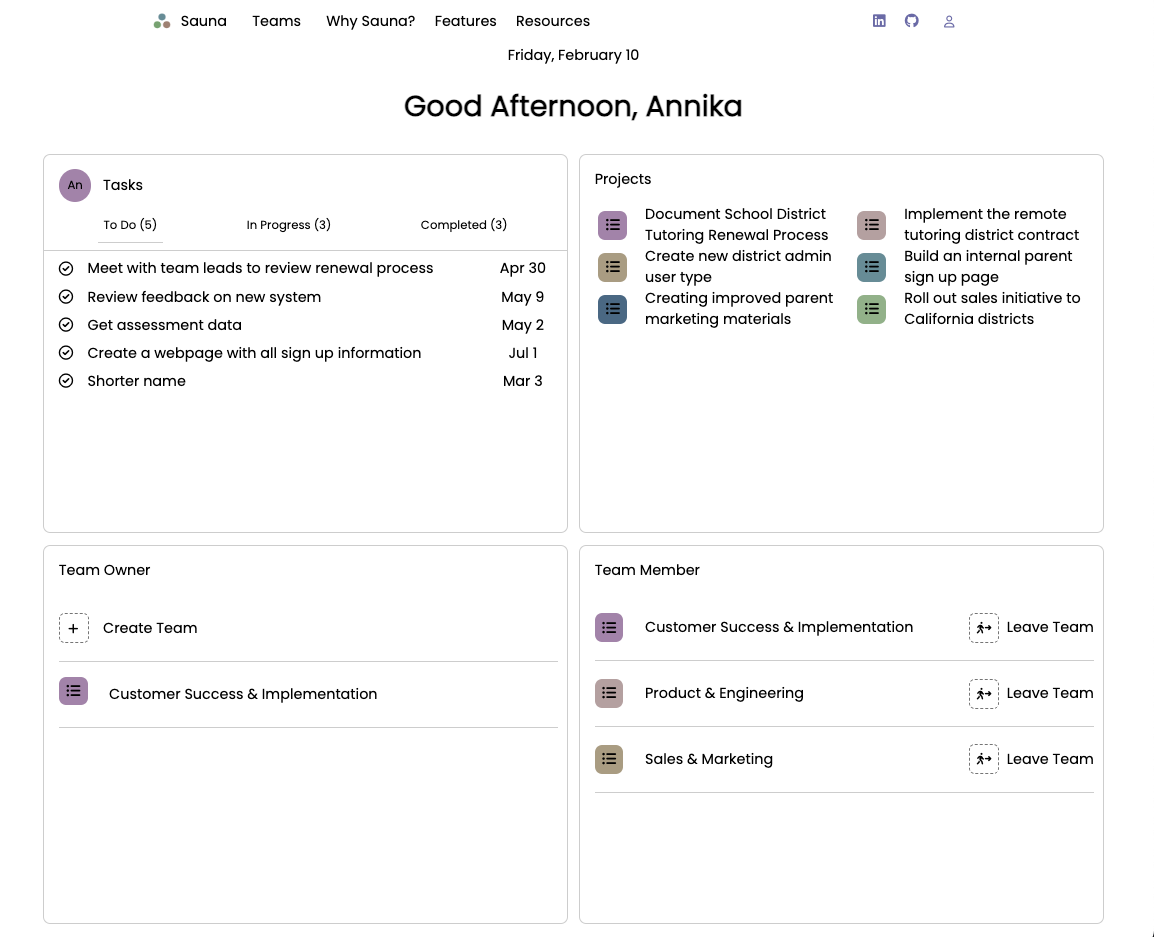 Sauna Teams Why Sauna? Features Resources
Friday, February 10
Good Afternoon, Annika
An Tasks
To Do (5) In Progress (3) Completed (3)
Meet with team leads to review renewal process Apr 30
Review feedback on new system May 9
Get assessment data May 2
Create a webpage with all sign up information Jul 1
Shorter name Mar 3
Projects
Document School District
Tutoring Renewal Process
Implement the remote
tutoring district contract
Create new district admin
user type
Build an internal parent
sign up page
Creating improved parent
marketing materials
Roll out sales initiative to
California districts
Team Owner
+ Create Team
Customer Success & Implementation
Team Member
Customer Success & Implementation Leave Team
Product & Engineering Leave Team
Sales & Marketing Leave Team